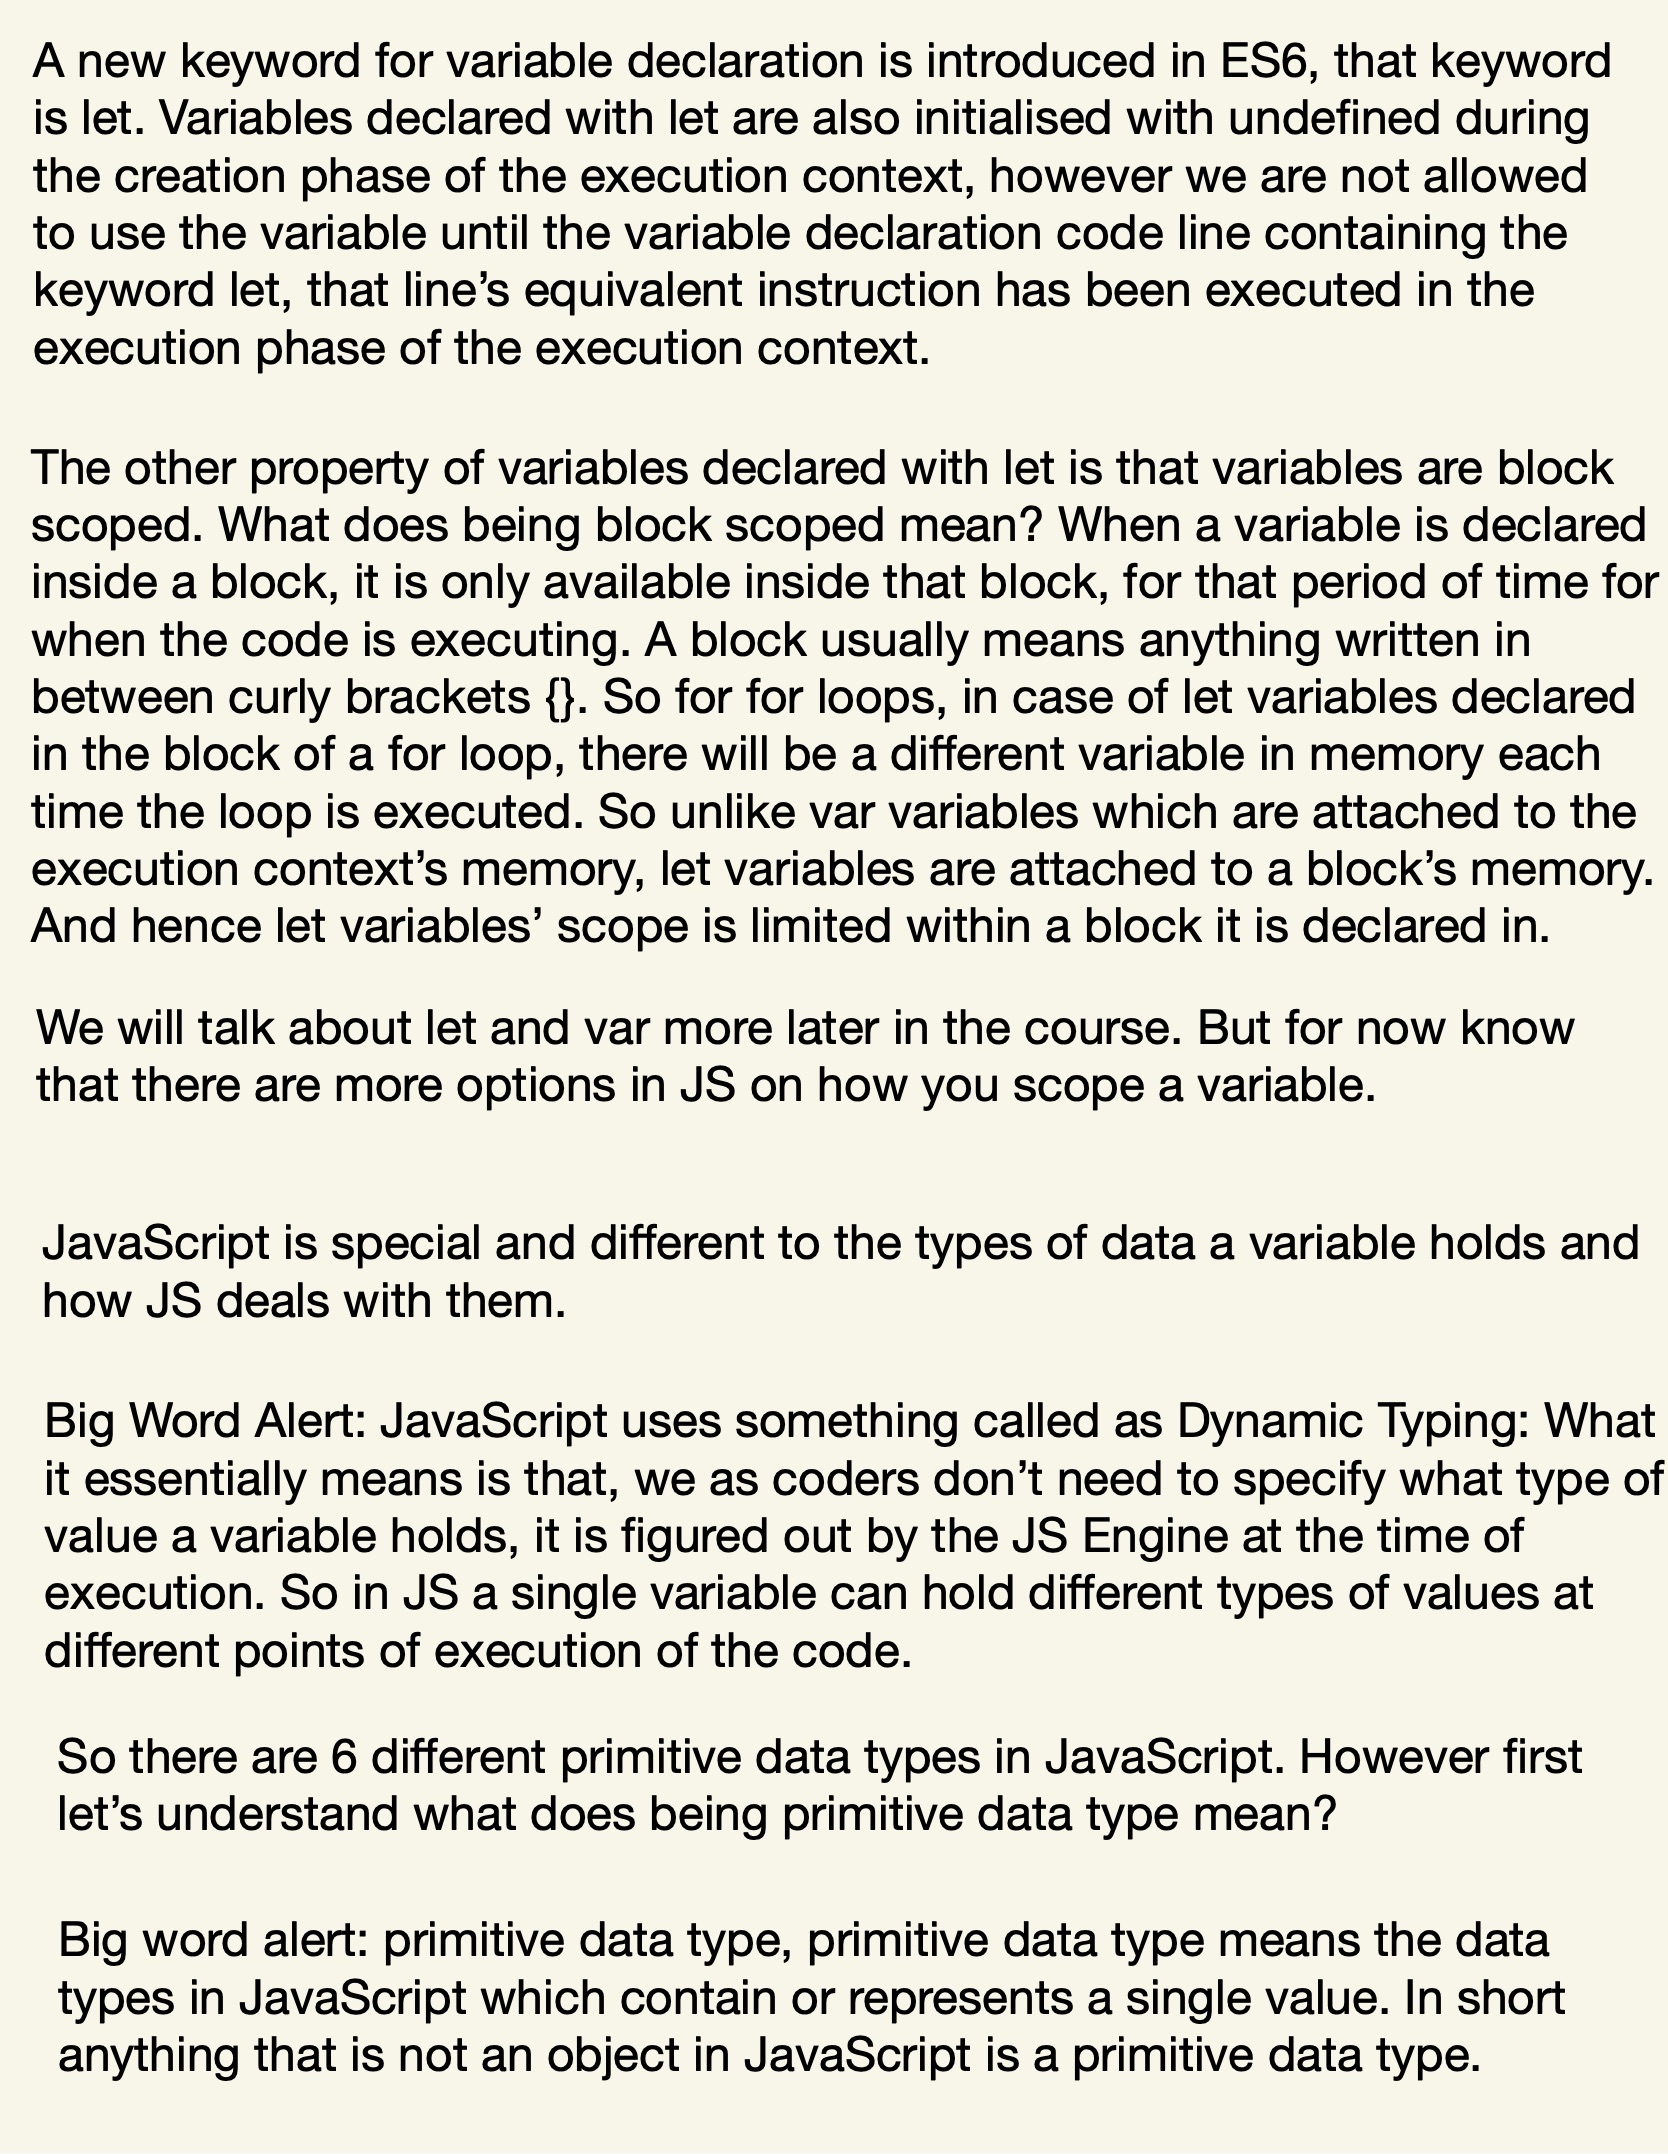 A new keyword for variable declaration is introduced in ES6, that keyword
is let. Variables declared with let are also initialised with undefined during
the creation phase of the execution context, however we are not allowed
to use the variable until the variable declaration code line containing the
keyword let, that line’s equivalent instruction has been executed in the
execution phase of the execution context.
The other property of variables declared with let is that variables are block
scoped. What does being block scoped mean? When a variable is declared
inside a block, it is only available inside that block, for that period of time for
when the code is executing. A block usually means anything written in
between curly brackets {}. So for for loops, in case of let variables declared
in the block of a for loop, there will be a different variable in memory each
time the loop is executed. So unlike var variables which are attached to the
execution context’s memory, let variables are attached to a block’s memory.
And hence let variables’ scope is limited within a block it is declared in.
We will talk about let and var more later in the course. But for now know
that there are more options in JS on how you scope a variable.
JavaScript is special and different to the types of data a variable holds and
how JS deals with them.
Big Word Alert: JavaScript uses something called as Dynamic Typing: What
it essentially means is that, we as coders don’t need to specify what type of
value a variable holds, it is figured out by the JS Engine at the time of
execution. So in JS a single variable can hold different types of values at
different points of execution of the code.
So there are 6 different primitive data types in JavaScript. However first
let’s understand what does being primitive data type mean?
Big word alert: primitive data type, primitive data type means the data
types in JavaScript which contain or represents a single value. In short
anything that is not an object in JavaScript is a primitive data type.